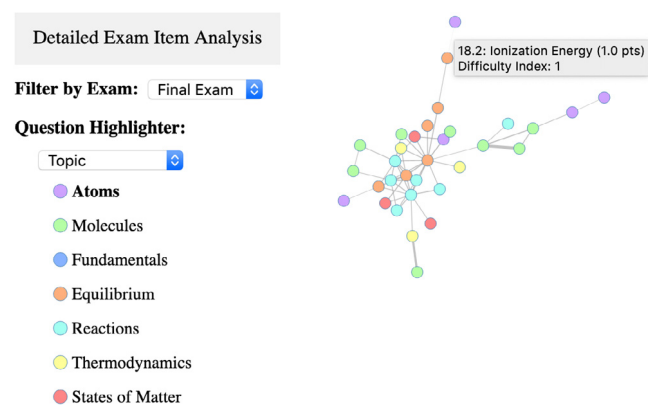 Detailed Exam Item Analysis
Filter by Exam: Final Exam
Question Highlighter:
Topic
Atoms
Molecules
Fundamentals
Equilibrium
Reactions
Thermodynamics
States of Matter
18.2: Ionization Energy (1.0 pts)
Difficulty Index: 1